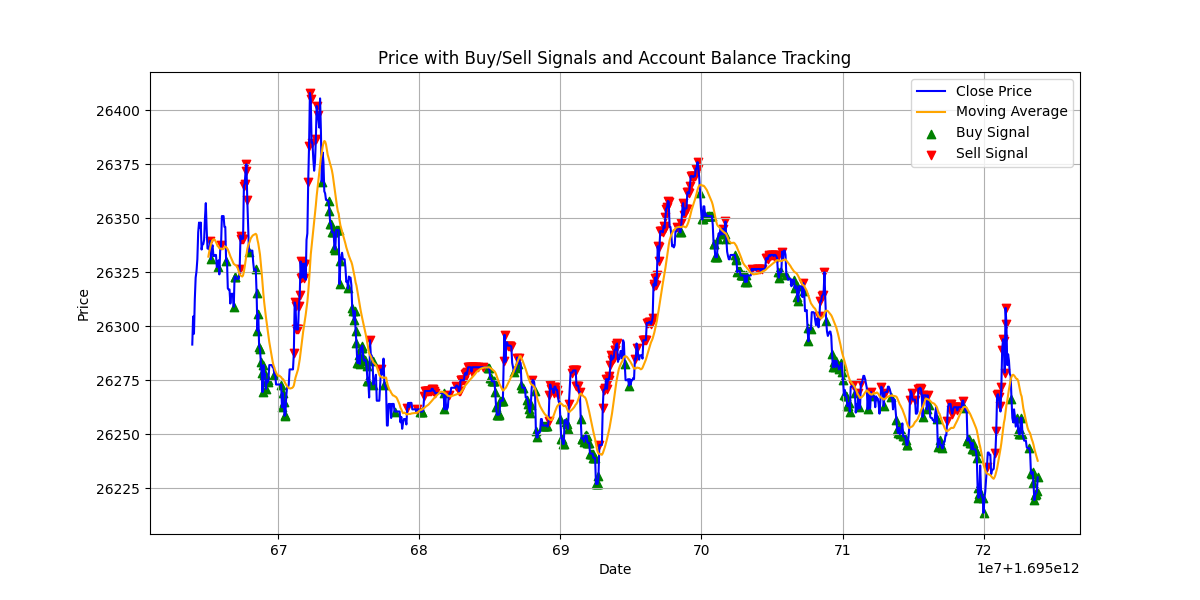 Price with Buy/Sell Signals and Account Balance Tracking
Close Price
Moving Average
Buy Signal
Sell Signal
26400
26375
26350
26325
26300
26275
26250
26225
Price
67 68 69 70 71 72
1e7+1.695e12
Date